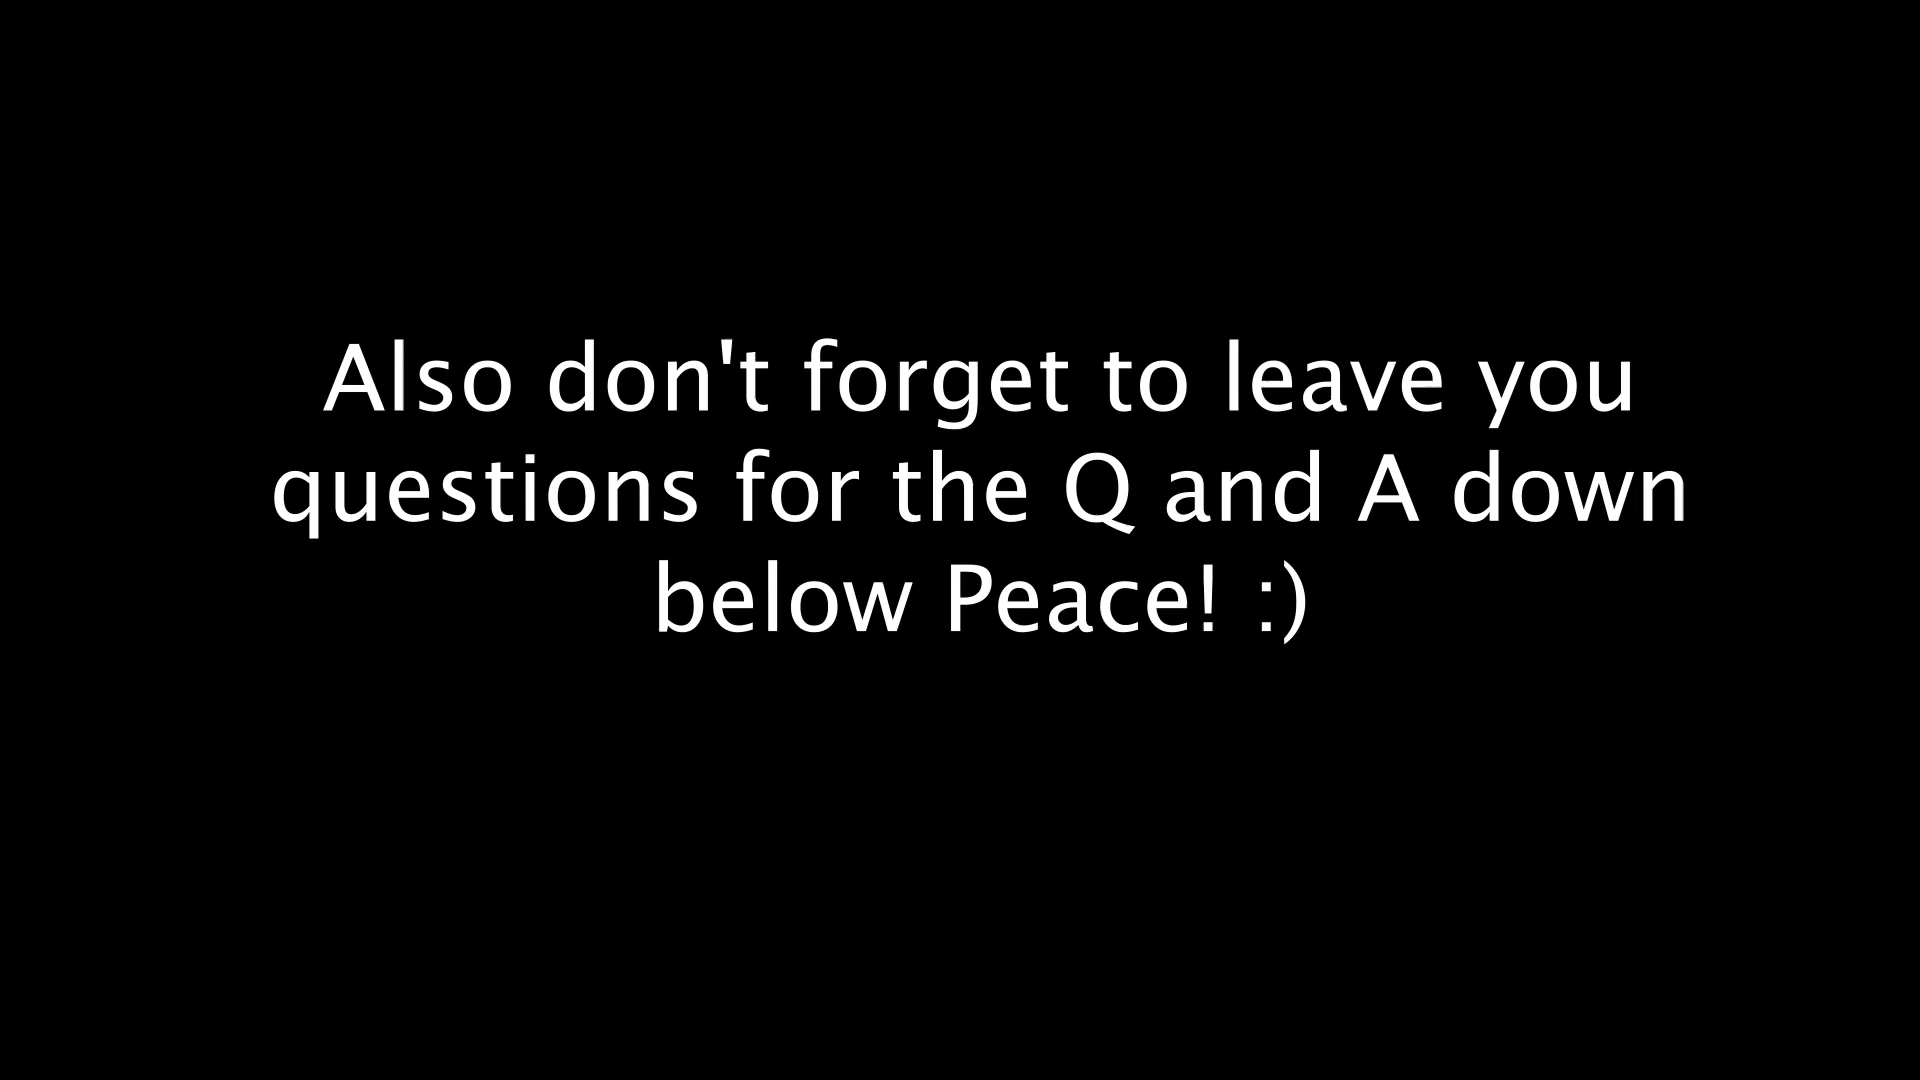 Also don't forget to leave you
questions for the Q and A down
below Peace! :)